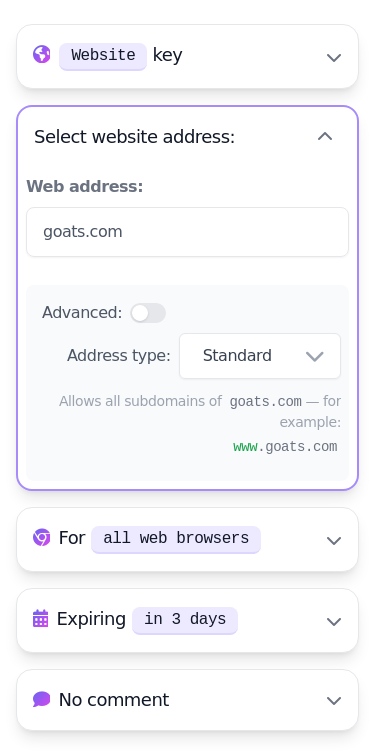 Website key
Select website address:
Web address:
goats.com
Advanced:
Address type: Standard
Allows all subdomains of goats.com — for
example:
www.goats.com
For all web browsers
Expiring in 3 days
No comment